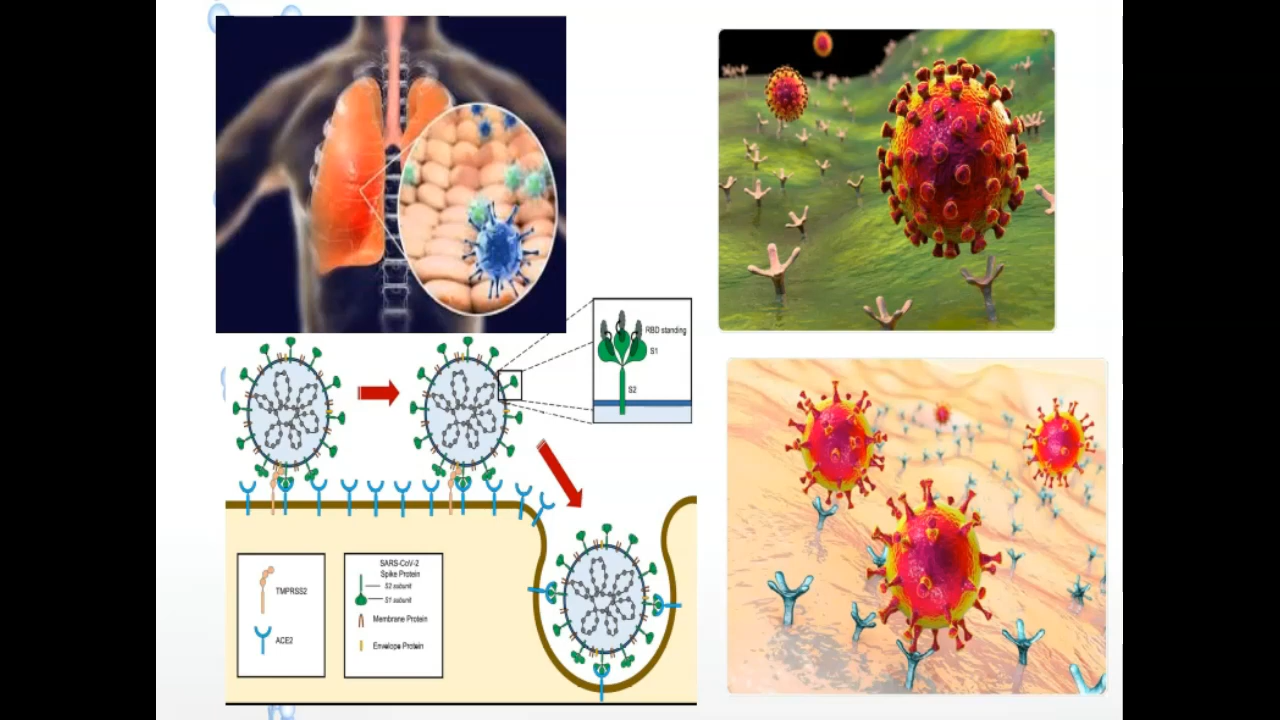 RBD standing
S1
S2
TMPRSS2
ACE2
SARS-CoV-2
Spike Protein
S2 subunit
S1 subunit
Membrane Protein
Envelope Protein